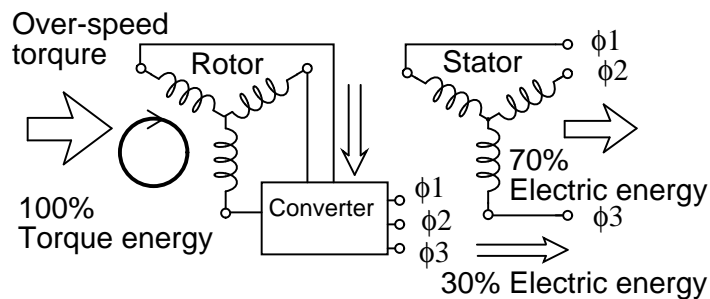 Over-speed
torqure
Rotor
Stator
ϕ1
ϕ2
70%
Electric energy
ϕ3
100%
Torque energy
Converter
ϕ1
ϕ2
ϕ3
30% Electric energy